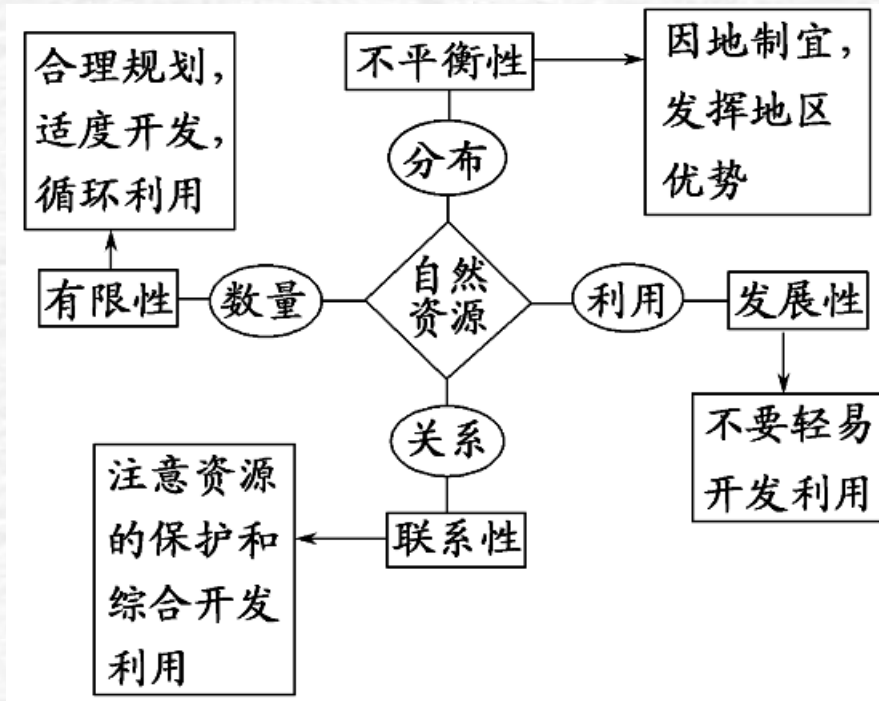 不平衡性
因地制宜，
发挥地区
优势
合理规划，
适度开发，
循环利用
分布
有限性
数量
自然
资源
利用
发展性
关系
不要轻易
开发利用
联系性
注意资源
的保护和
综合开发
利用